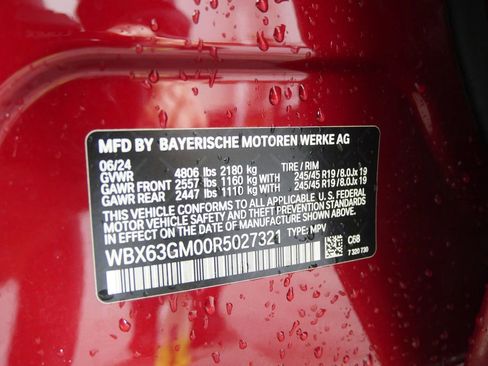 MFD BY BAYERISCHE MOTOREN WERKE AG
06/24
GVWR 4806 lbs 2180 kg TIRE / RIM
GAWR FRONT 2557 lbs 1160 kg 245/45 R19 / 8.0J x 19
GAWR REAR 2447 lbs 1110 kg 245/45 R19 / 8.0J x 19
THIS VEHICLE CONFORMS TO ALL APPLICABLE U.S. FEDERAL
MOTOR VEHICLE SAFETY AND THEFT PREVENTION STANDARDS
IN EFFECT ON THE DATE OF MANUFACTURE SHOWN ABOVE.
WBX63GM00R5027321 TYPE: MPV
C68
7 320 730